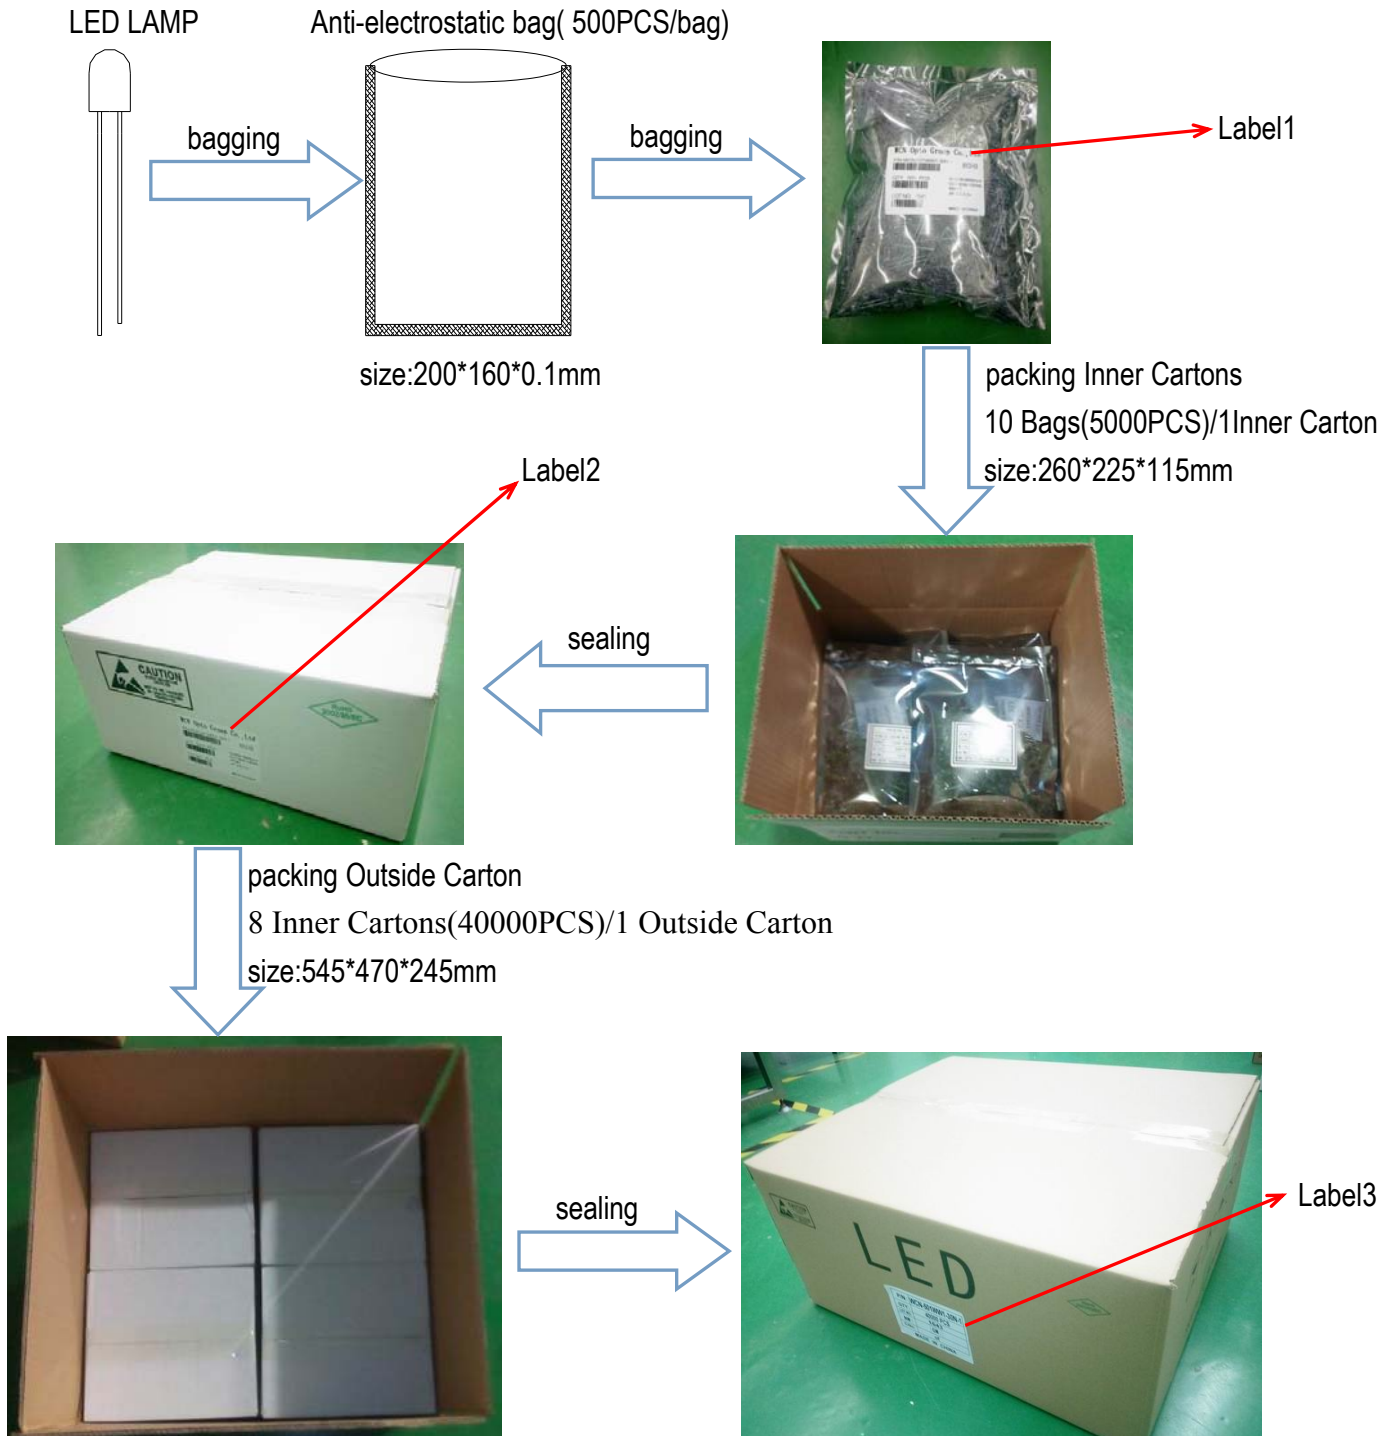 LED LAMP
Anti-electrostatic bag( 500PCS/bag)
bagging
bagging
Label1
size:200*160*0.1mm
packing Inner Cartons
10 Bags(5000PCS)/1Inner Carton
size:260*225*115mm
Label2
sealing
CAUTION
packing Outside Carton
8 Inner Cartons(40000PCS)/1 Outside Carton
size:545*470*245mm
sealing
Label3
LED